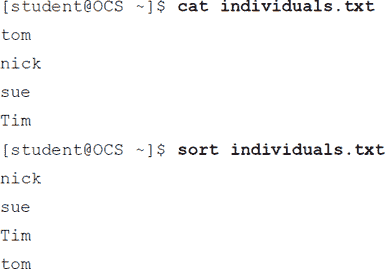 [student@OCS ~]$ cat individuals.txt
tom
nick
sue
Tim
[student@OCS ~]$ sort individuals.txt
nick
sue
Tim
tom